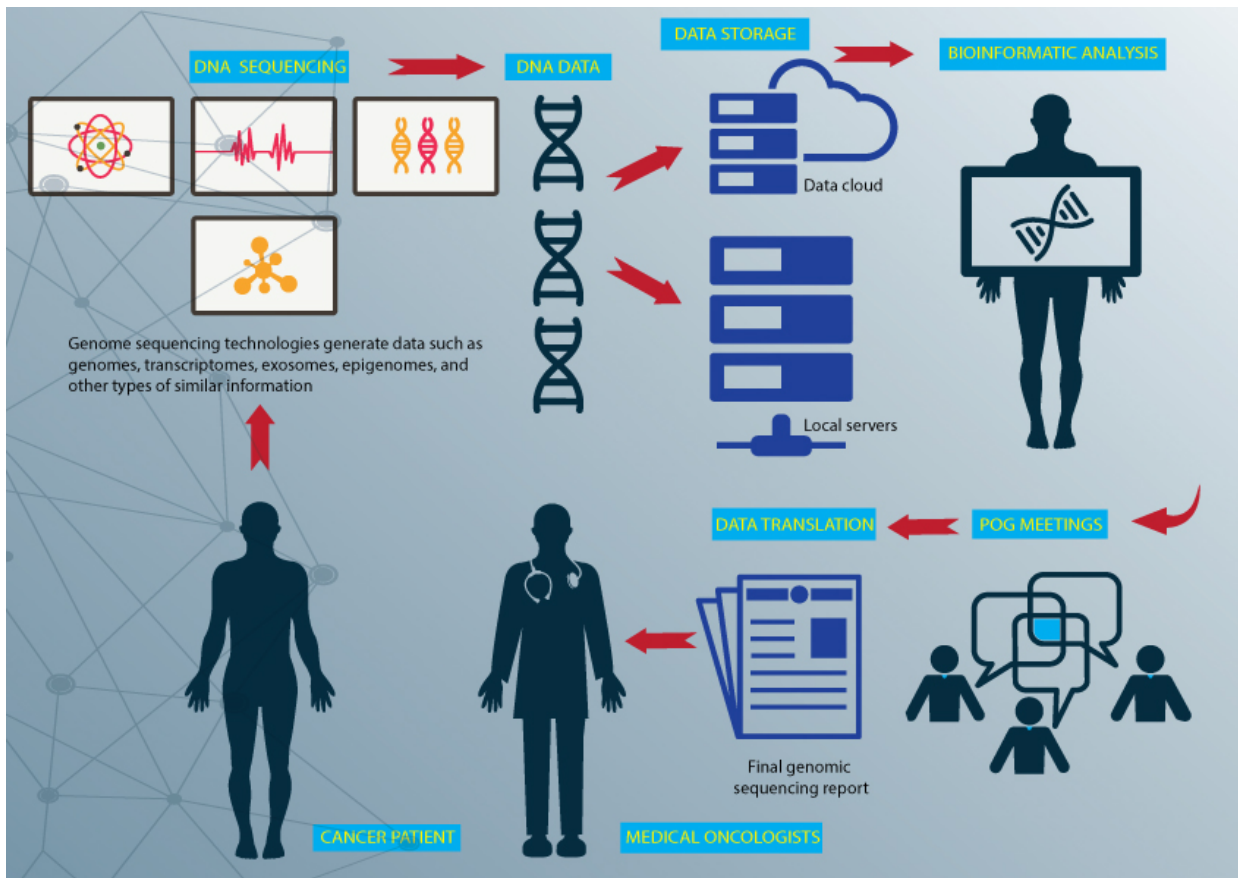 DNA SEQUENCING
DNA DATA
DATA STORAGE
BIOINFORMATIC ANALYSIS
Data cloud
Genome sequencing technologies generate data such as
genomes, transcriptomes, exosomes, epigenomes, and
other types of similar information
Local servers
DATA TRANSLATION
POG MEETINGS
Final genomic
sequencing report
CANCER PATIENT
MEDICAL ONCOLOGISTS